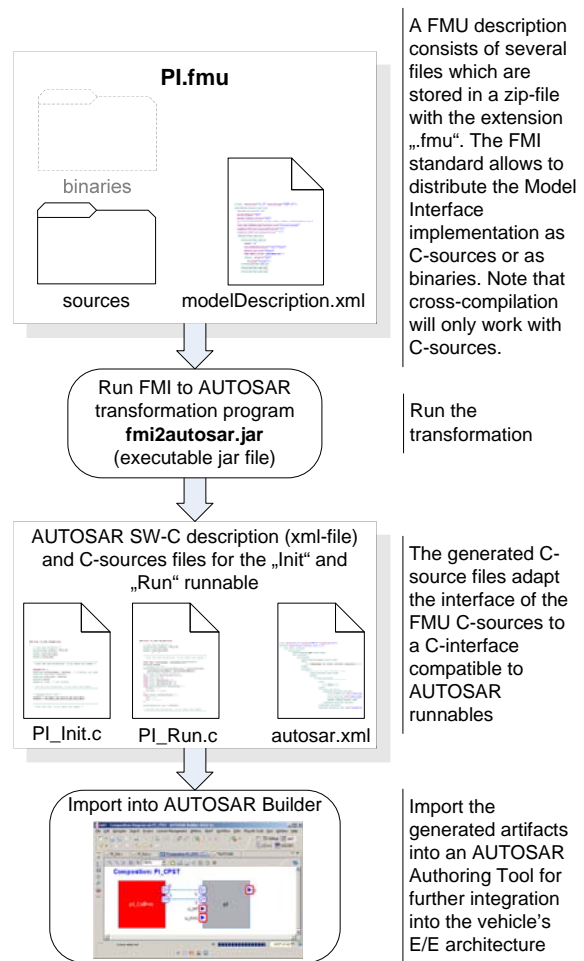 PI.fmu
binaries
sources
modelDescription.xml
A FMU description
consists of several
files which are
stored in a zip-file
with the extension
„.fmu“. The FMI
standard allows to
distribute the Model
Interface
implementation as
C-sources or as
binaries. Note that
cross-compilation
will only work with
C-sources.
Run FMI to AUTOSAR
transformation program
fmi2autosar.jar
(executable jar file)
Run the
transformation
AUTOSAR SW-C description (xml-file)
and C-sources files for the „Init“ and
„Run“ runnable
PI_Init.c
PI_Run.c
autosar.xml
The generated C-
source files adapt
the interface of the
FMU C-sources to
a C-interface
compatible to
AUTOSAR
runnables
Import into AUTOSAR Builder
Composition: PI_CPST
Import the
generated artifacts
into an AUTOSAR
Authoring Tool for
further integration
into the vehicle’s
E/E architecture